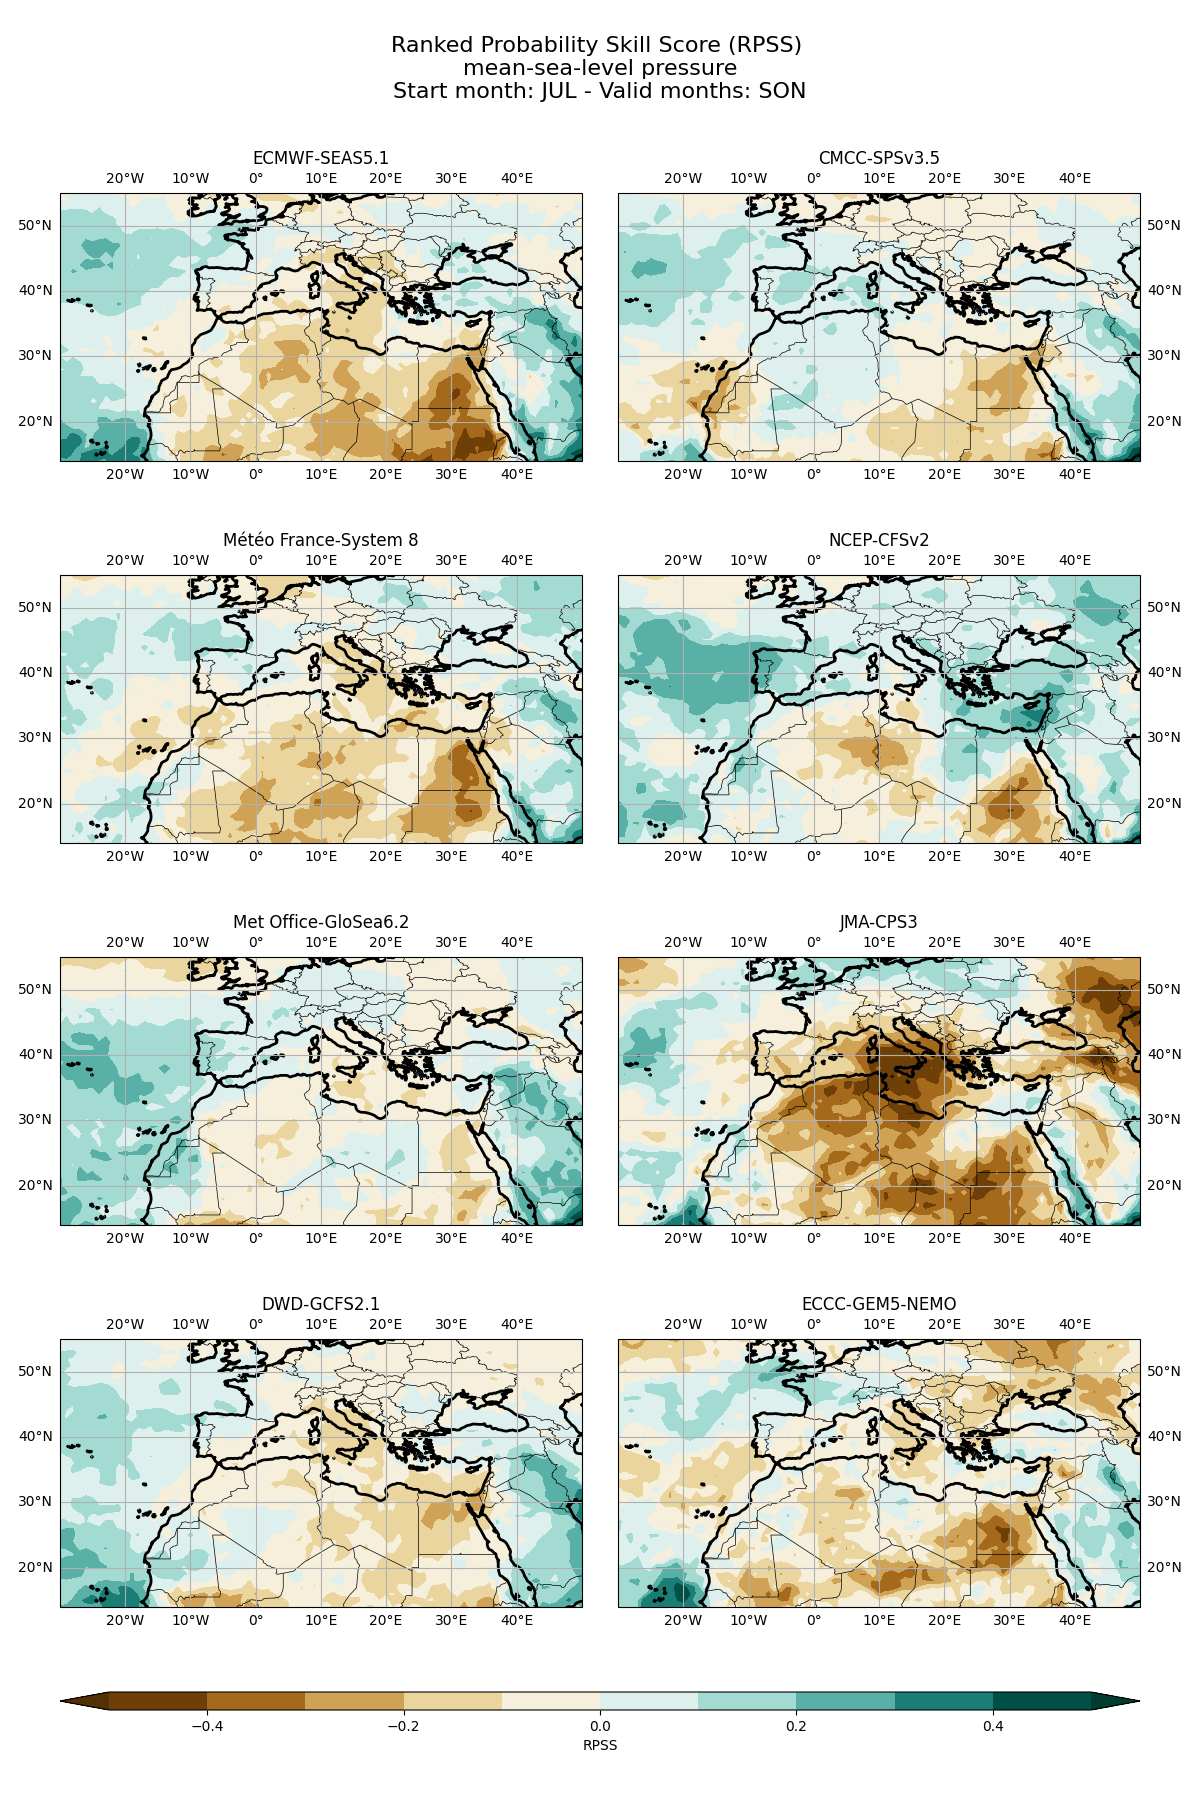 Ranked Probability Skill Score (RPSS)
mean-sea-level pressure
Start month: JUL - Valid months: SON
ECMWF-SEAS5.1
CMCC-SPSv3.5
20°W 10°W 0° 10°E 20°E 30°E 40°E
20°W 10°W 0° 10°E 20°E 30°E 40°E
50°N
50°N
40°N
40°N
30°N
30°N
20°N
20°N
20°W 10°W 0° 10°E 20°E 30°E 40°E
20°W 10°W 0° 10°E 20°E 30°E 40°E
Météo France-System 8
NCEP-CFSv2
20°W 10°W 0° 10°E 20°E 30°E 40°E
20°W 10°W 0° 10°E 20°E 30°E 40°E
50°N
50°N
40°N
40°N
30°N
30°N
20°N
20°N
20°W 10°W 0° 10°E 20°E 30°E 40°E
20°W 10°W 0° 10°E 20°E 30°E 40°E
Met Office-GloSea6.2
JMA-CPS3
20°W 10°W 0° 10°E 20°E 30°E 40°E
20°W 10°W 0° 10°E 20°E 30°E 40°E
50°N
50°N
40°N
40°N
30°N
30°N
20°N
20°N
20°W 10°W 0° 10°E 20°E 30°E 40°E
20°W 10°W 0° 10°E 20°E 30°E 40°E
DWD-GCFS2.1
ECCC-GEM5-NEMO
20°W 10°W 0° 10°E 20°E 30°E 40°E
20°W 10°W 0° 10°E 20°E 30°E 40°E
50°N
50°N
40°N
40°N
30°N
30°N
20°N
20°N
20°W 10°W 0° 10°E 20°E 30°E 40°E
20°W 10°W 0° 10°E 20°E 30°E 40°E
−0.4 −0.2 0.0 0.2 0.4
RPSS